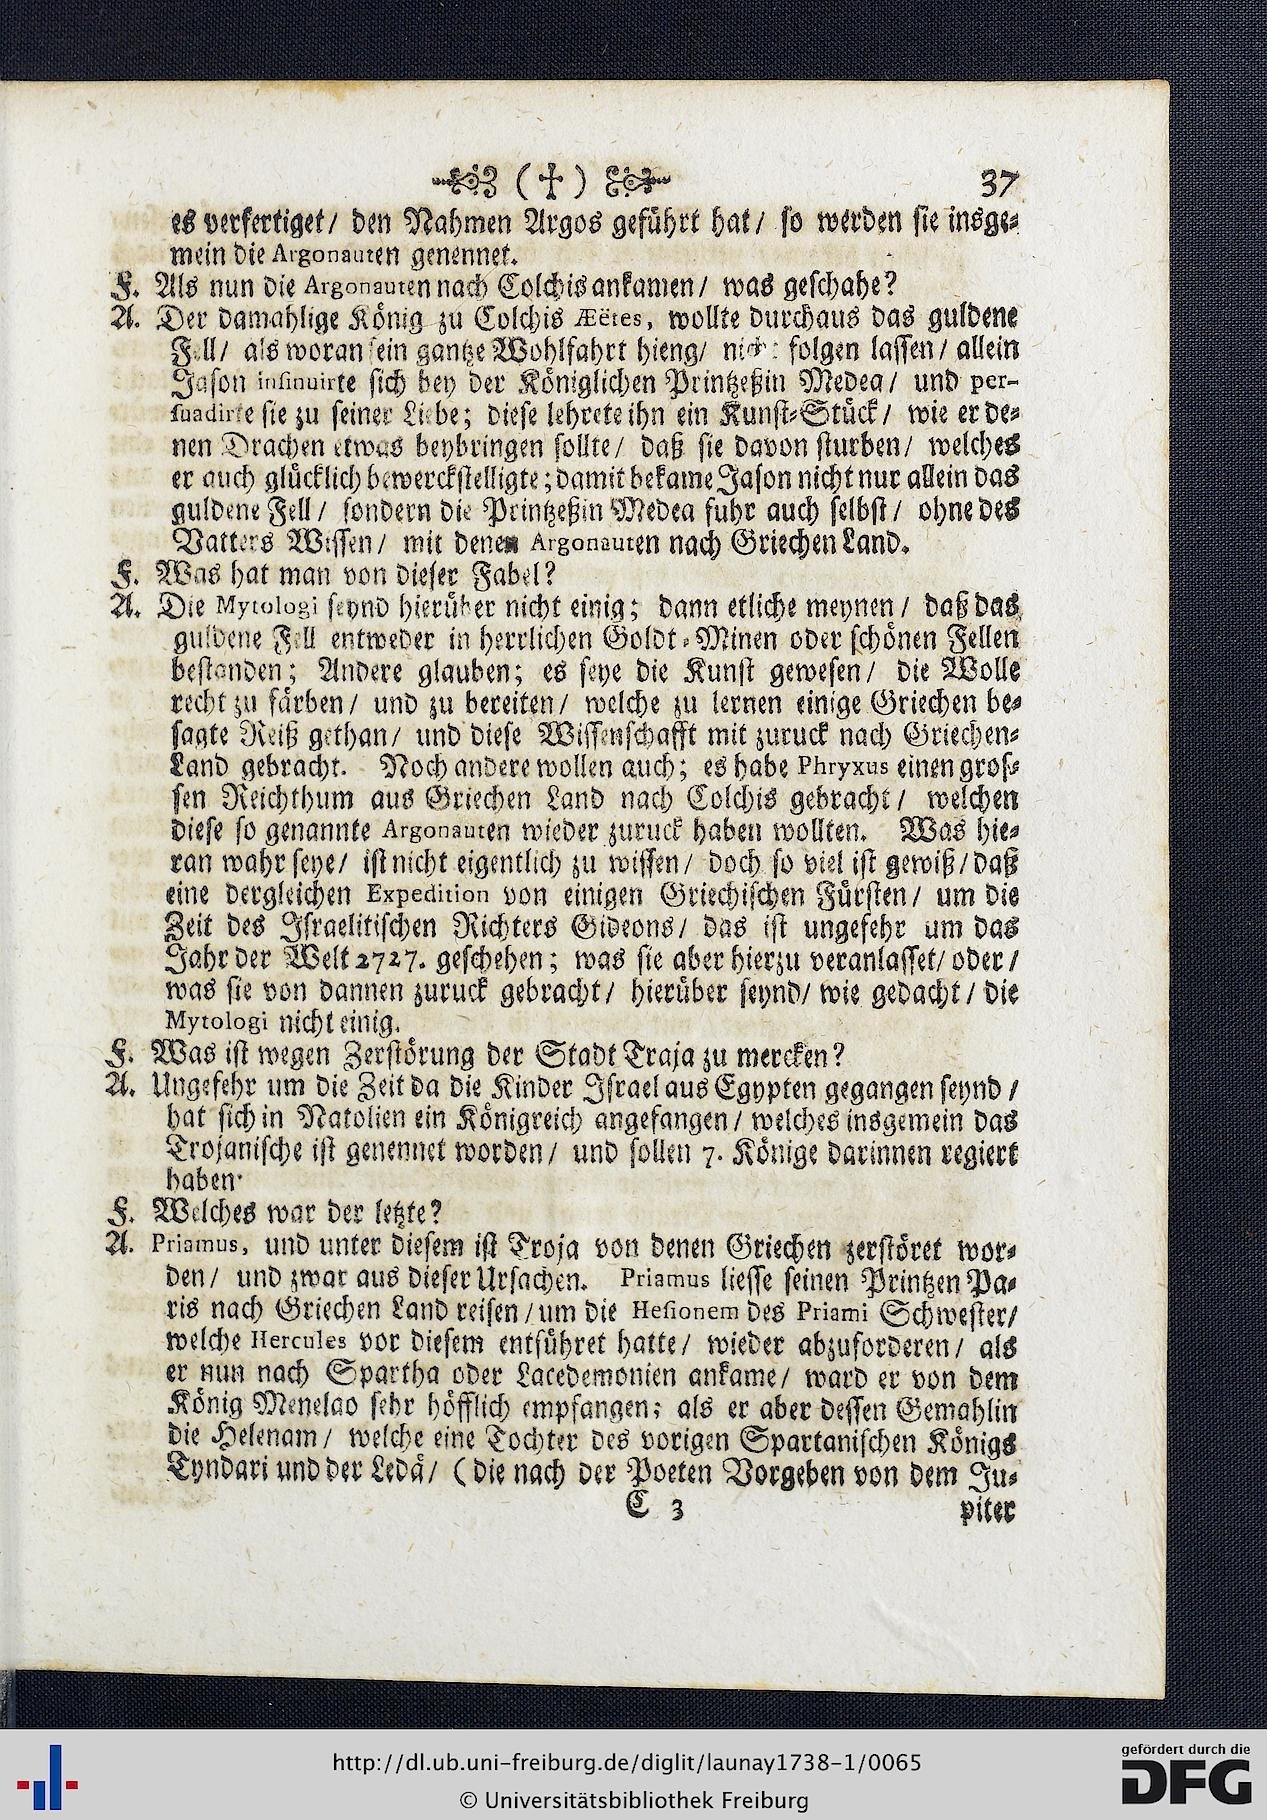 ( † ) 37
es verfertiget/ den Nahmen Argos geführt hat/ so werden sie insge-
mein die Argonauten genennet.
F. Als nun die Argonauten nach Colchis ankamen/ was geschahe?
A. Der damahlige König zu Colchis Æëtes, wollte durchaus das guldene
Fell/ als woran sein gantze Wohlfahrt hieng/ nicht folgen lassen/ allein
Jason insinuirte sich bey der Königlichen Printzeßin Medea/ und per-
suadirte sie zu seiner Liebe; diese lehrete ihn ein Kunst-Stück/ wie er de-
nen Drachen etwas beybringen sollte/ daß sie davon sturben/ welches
er auch glücklich bewerckstelligte; damit bekame Jason nicht nur allein das
guldene Fell/ sondern die Printzeßin Medea fuhr auch selbst/ ohne des
Vatters Wissen/ mit denen Argonauten nach Griechen Land.
F. Was hat man von dieser Fabel?
A. Die Mytologi seynd hierüber nicht einig; dann etliche meynen/ daß das
guldene Fell entweder in herrlichen Goldt-Minen oder schönen Fellen
bestanden; Andere glauben; es seye die Kunst gewesen/ die Wolle
recht zu färben/ und zu bereiten/ welche zu lernen einige Griechen be-
sagte Reiß gethan/ und diese Wissenschafft mit zuruck nach Griechen-
Land gebracht. Noch andere wollen auch; es habe Phryxus einen gros-
sen Reichthum aus Griechen Land nach Colchis gebracht/ welchen
diese so genannte Argonauten wieder zuruck haben wollten. Was hie-
ran wahr seye/ ist nicht eigentlich zu wissen/ doch so viel ist gewiß/ daß
eine dergleichen Expedition von einigen Griechischen Fürsten/ um die
Zeit des Israelitischen Richters Gideons/ das ist ungefehr um das
Jahr der Welt 2727. geschehen; was sie aber hierzu veranlasset/ oder/
was sie von dannen zuruck gebracht/ hierüber seynd/ wie gedacht/ die
Mytologi nicht einig.
F. Was ist wegen Zerstörung der Stadt Traja zu mercken?
A. Ungefehr um die Zeit da die Kinder Israel aus Egypten gegangen seynd/
hat sich in Natolien ein Königreich angefangen/ welches insgemein das
Trojanische ist genennet worden/ und sollen 7. Könige darinnen regiert
haben.
F. Welches war der letzte?
A. Priamus, und unter diesem ist Troja von denen Griechen zerstöret wor-
den/ und zwar aus dieser Ursachen. Priamus liesse seinen Printzen Pa-
ris nach Griechen Land reisen/ um die Hesionem des Priami Schwester/
welche Hercules vor diesem entführet hatte/ wieder abzuforderen/ als
er nun nach Spartha oder Lacedemonien ankame/ ward er von dem
König Menelao sehr höfflich empfangen; als er aber dessen Gemahlin
die Helenam/ welche eine Tochter des vorigen Spartanischen Königs
Tyndari und der Ledä/ (die nach der Poeten Vorgeben von dem Ju-
C 3 piter
http://dl.ub.uni-freiburg.de/diglit/launay1738-1/0065
© Universitätsbibliothek Freiburg
gefördert durch die
DFG